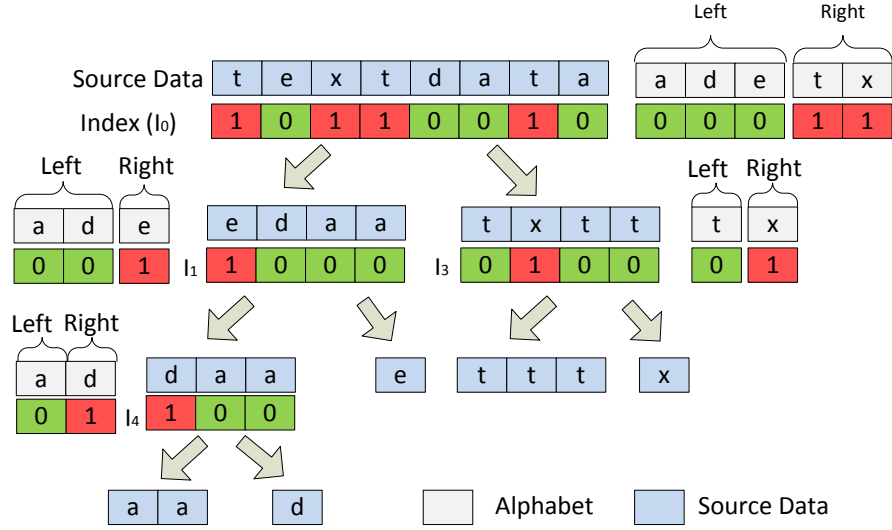 Left Right
Source Data t e x t d a t a a d e t x
Index (I0) 1 0 1 1 0 0 1 0 0 0 0 1 1
Left Right Left Right
a d e e d a a t x t t t x
0 0 1 I1 1 0 0 0 I3 0 1 0 0 0 1
Left Right
a d d a a e t t t x
0 1 I4 1 0 0
a a d Alphabet Source Data